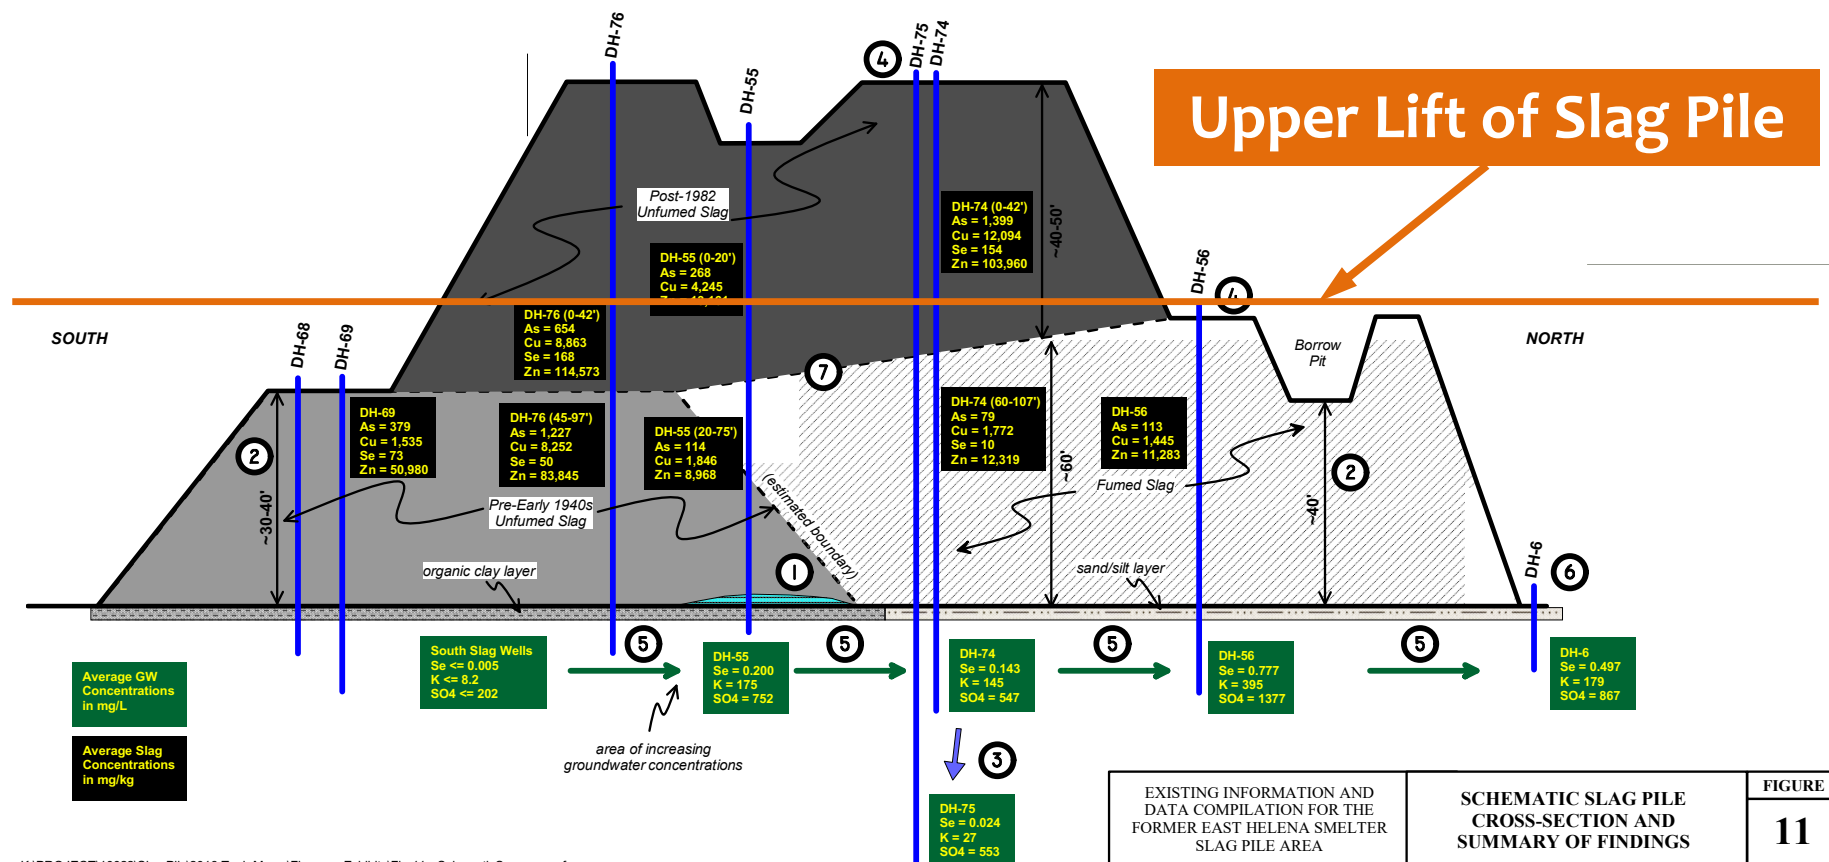 DH-76
DH-55
DH-75
DH-74
4
Upper Lift of Slag Pile
Post-1982
Unfumed Slag
DH-74 (0-42')
As = 1,399
Cu = 12,094
Se = 154
Zn = 103,960
~40-50'
DH-55 (0-20')
As = 268
Cu = 4,245
DH-56
4
DH-76 (0-42')
As = 654
Cu = 8,863
Se = 168
Zn = 114,573
SOUTH
DH-68
DH-69
NORTH
Borrow
Pit
7
DH-69
As = 379
Cu = 1,535
Se = 73
Zn = 50,980
DH-76 (45-97')
As = 1,227
Cu = 8,252
Se = 50
Zn = 83,845
DH-55 (20-75')
As = 114
Cu = 1,846
Zn = 8,968
DH-74 (60-107')
As = 79
Cu = 1,772
Se = 10
Zn = 12,319
DH-56
As = 113
Cu = 1,445
Zn = 11,283
2
~30-40'
Pre-Early 1940s
Unfumed Slag
(estimated boundary)
~60'
Fumed Slag
2
~40'
organic clay layer
1
sand/silt layer
DH-6
6
Average GW
Concentrations
in mg/L
South Slag Wells
Se <= 0.005
K <= 8.2
SO4 <= 202
5
DH-55
Se = 0.200
K = 175
SO4 = 752
5
DH-74
Se = 0.143
K = 145
SO4 = 547
5
DH-56
Se = 0.777
K = 395
SO4 = 1377
5
DH-6
Se = 0.497
K = 179
SO4 = 867
Average Slag
Concentrations
in mg/kg
area of increasing
groundwater concentrations
3
DH-75
Se = 0.024
K = 27
SO4 = 553
EXISTING INFORMATION AND
DATA COMPILATION FOR THE
FORMER EAST HELENA SMELTER
SLAG PILE AREA
SCHEMATIC SLAG PILE
CROSS-SECTION AND
SUMMARY OF FINDINGS
FIGURE
11